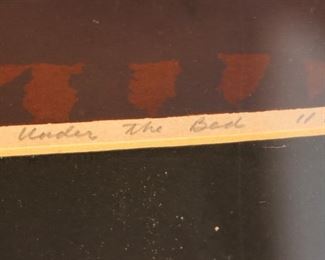 Under the Bed "